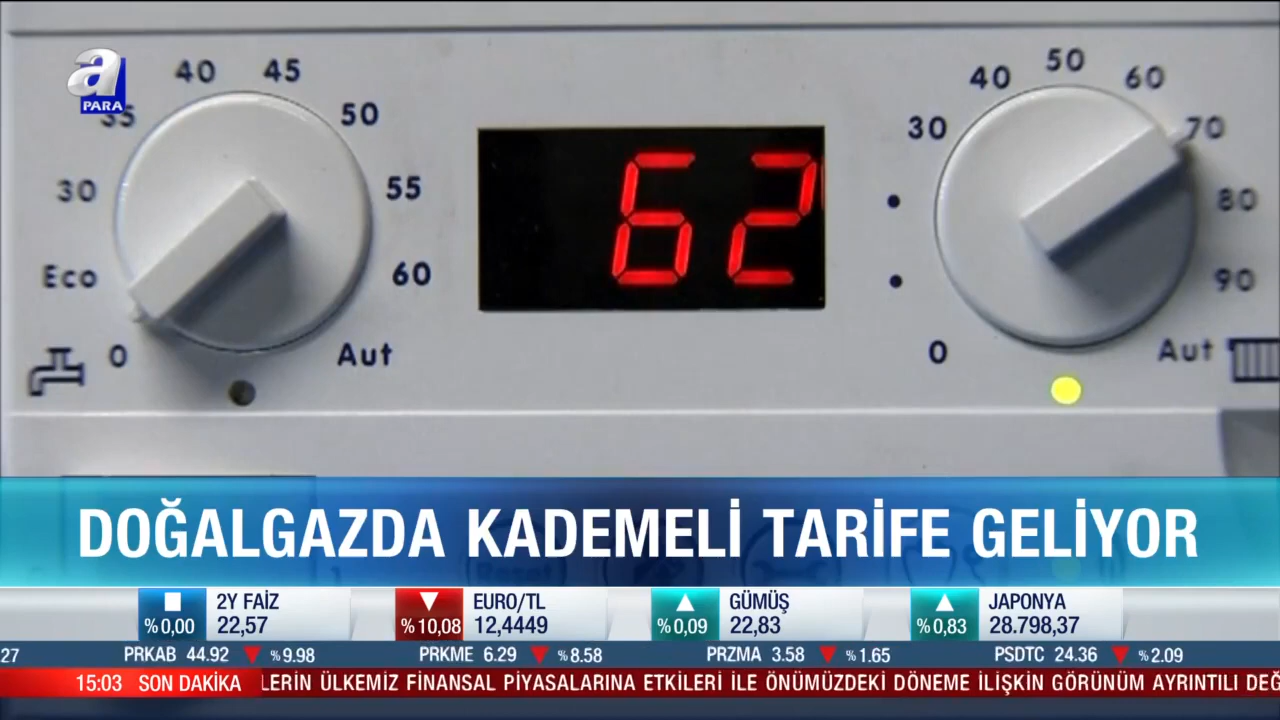 a
PARA
40 45
35 50
30 55
Eco 60
0 Aut
62
50
40 60
30 70
80
90
0 Aut
DOĞALGAZDA KADEMELİ TARİFE GELİYOR
%0,00 2Y FAİZ 22,57
%10,08 EURO/TL 12,4449
%0,09 GÜMÜŞ 22,83
%0,83 JAPONYA 28.798,37
27 PRKAB 44.92 %9.98 PRKME 6.29 %8.58 PRZMA 3.58 %1.65 PSDTC 24.36 %2.09
15:03 SON DAKİKA LERİN ÜLKEMİZ FİNANSAL PİYASALARINA ETKİLERİ İLE ÖNÜMÜZDEKİ DÖNEME İLİŞKİN GÖRÜNÜM AYRINTILI DEĞ